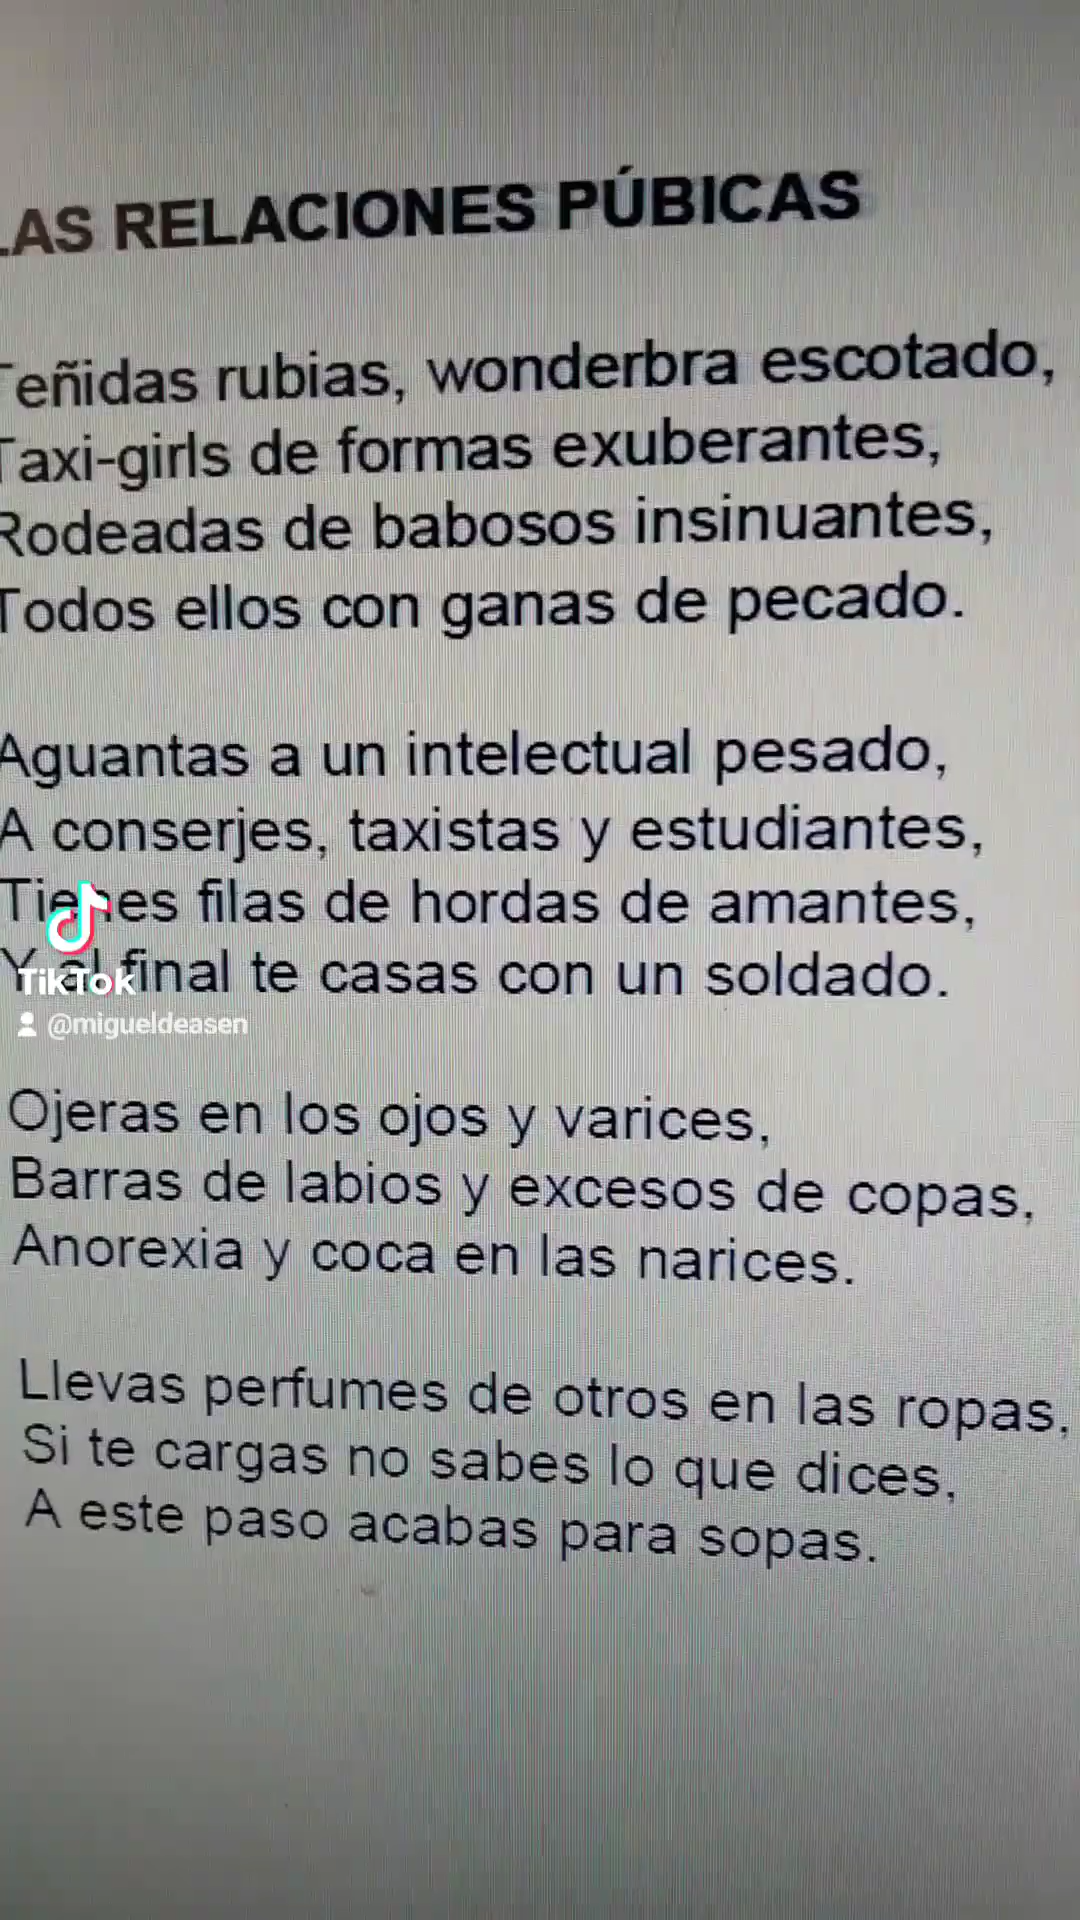 LAS RELACIONES PÚBICAS
Teñidas rubias, wonderbra escotado,
Taxi-girls de formas exuberantes,
Rodeadas de babosos insinuantes,
Todos ellos con ganas de pecado.
Aguantas a un intelectual pesado,
A conserjes, taxistas y estudiantes,
Tienes filas de hordas de amantes,
Y al final te casas con un soldado.
TikTok
@migueldeasen
Ojeras en los ojos y varices,
Barras de labios y excesos de copas,
Anorexia y coca en las narices.
Llevas perfumes de otros en las ropas,
Si te cargas no sabes lo que dices,
A este paso acabas para sopas.